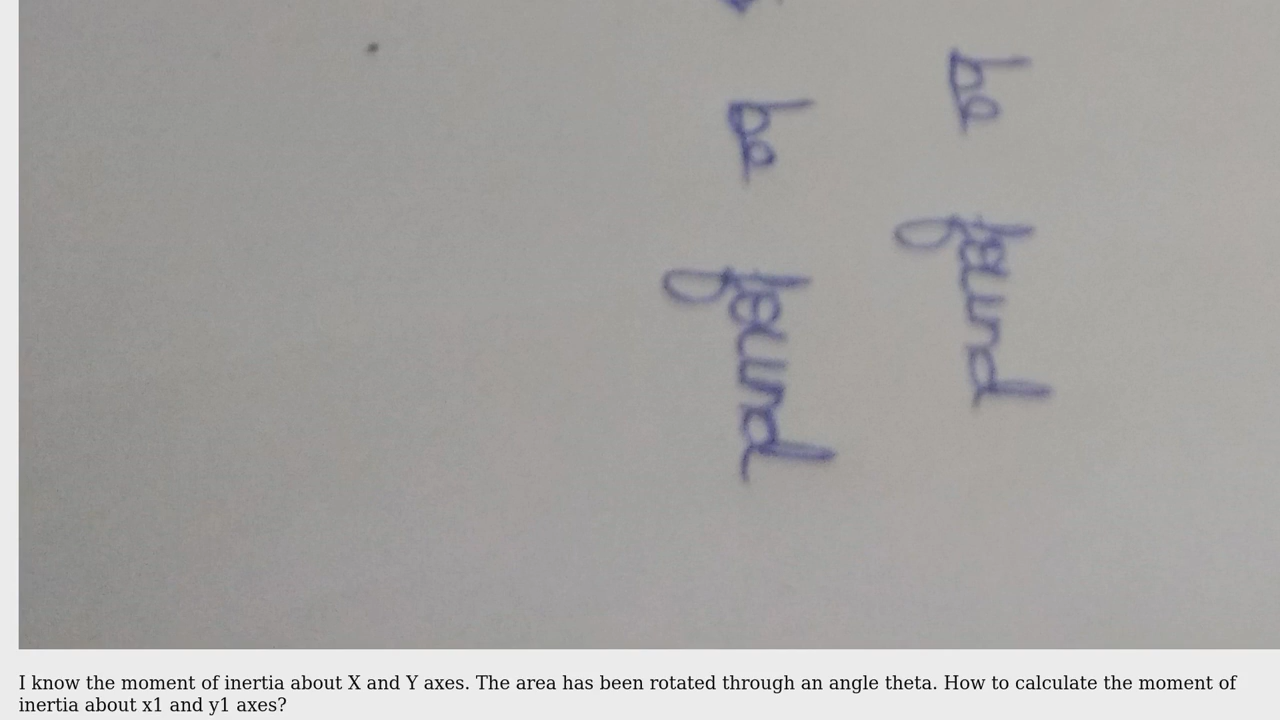 be found
be found
I know the moment of inertia about X and Y axes. The area has been rotated through an angle theta. How to calculate the moment of
inertia about x1 and y1 axes?